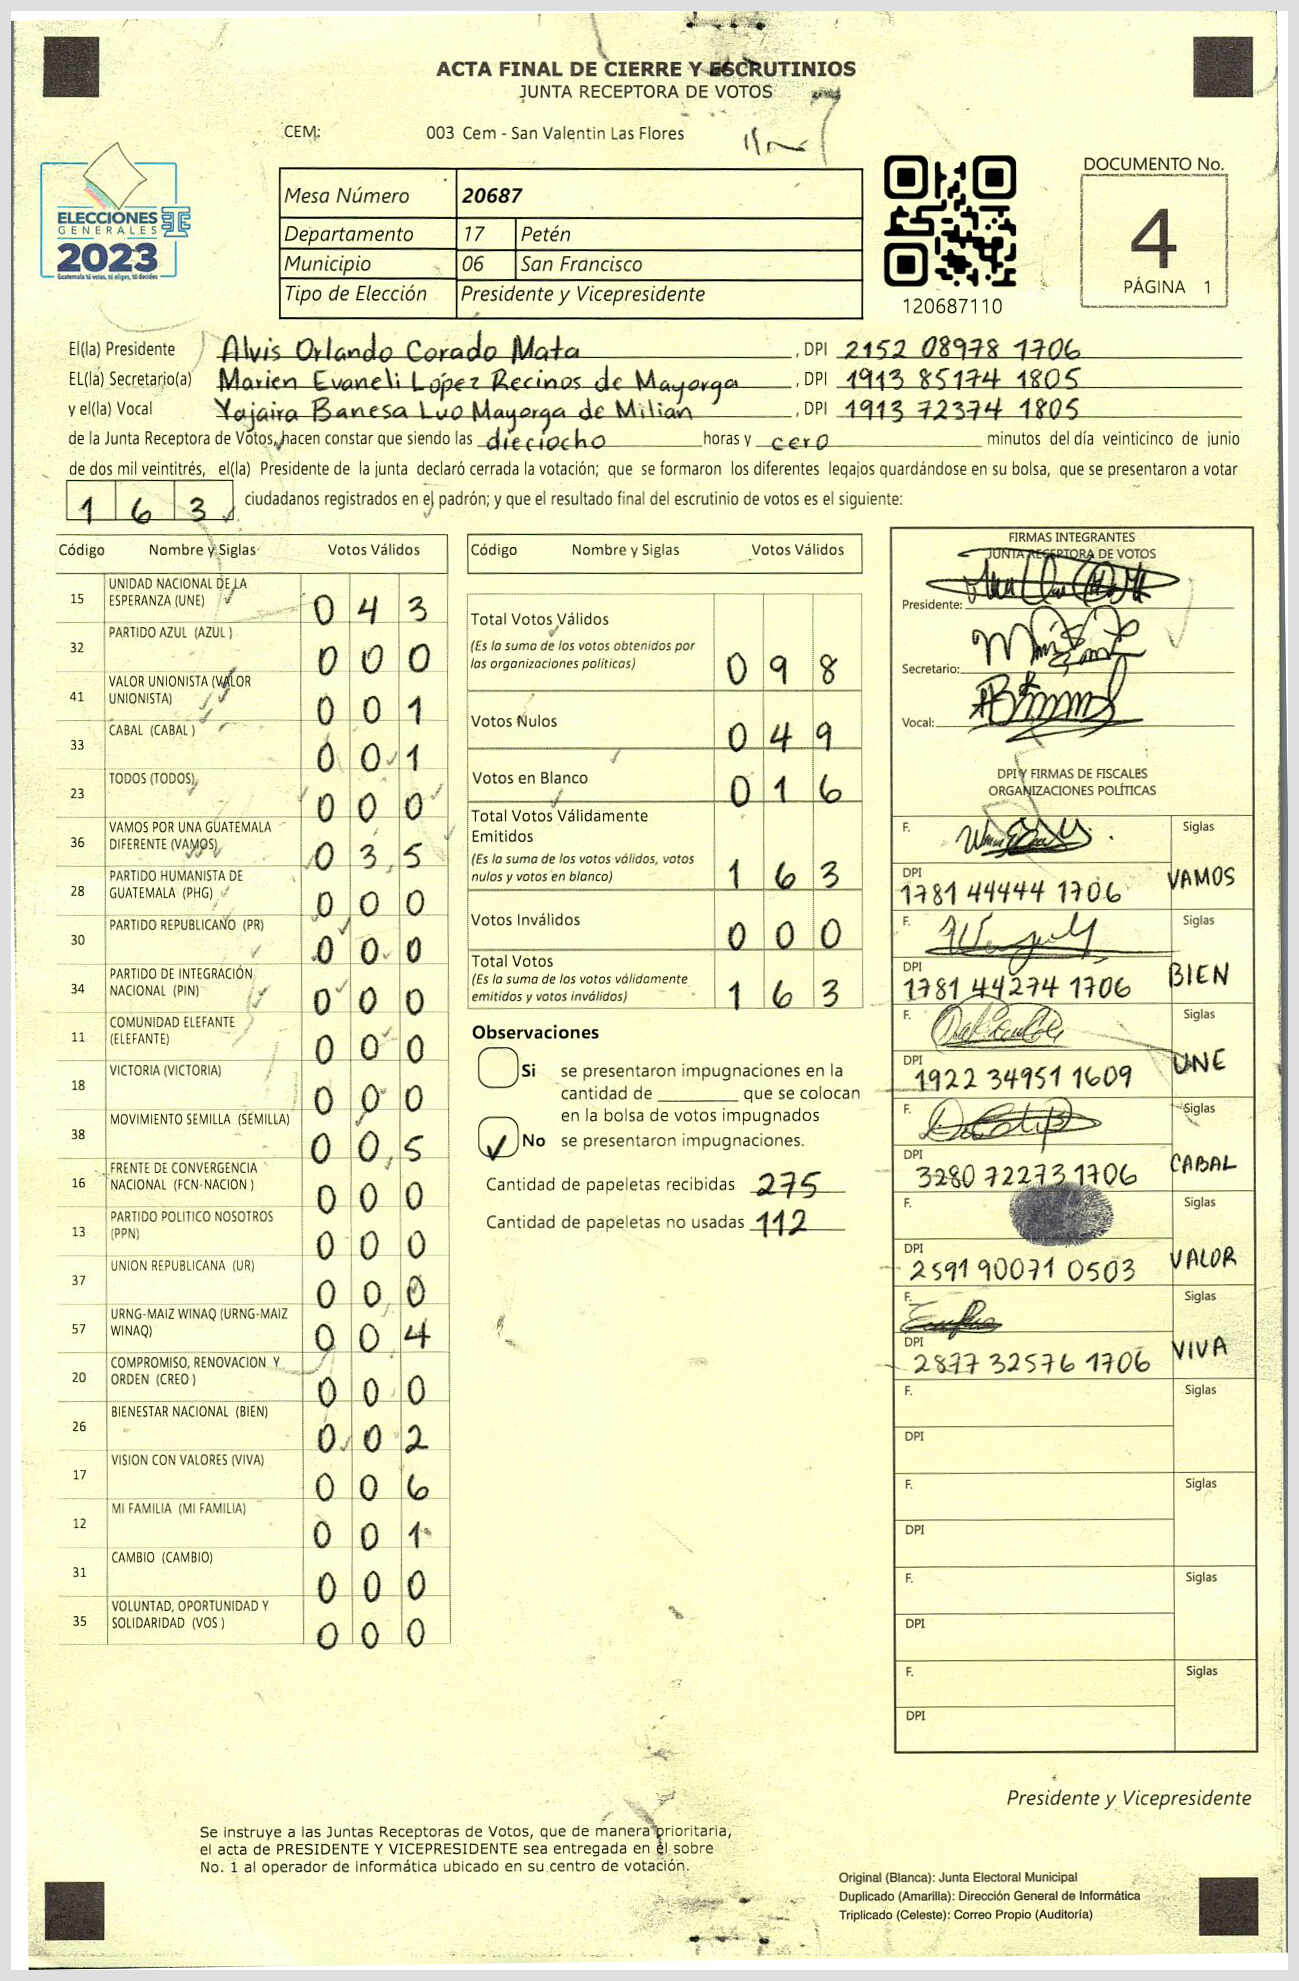 ACTA FINAL DE CIERRE Y ESCRUTINIOS
JUNTA RECEPTORA DE VOTOS
CEM: 003 Cem - San Valentin Las Flores
ELECCIONES
GENERALES
2023
Guatemala tú votas, tú eliges, tú decides
Mesa Número 20687
Departamento 17 Petén
Municipio 06 San Francisco
Tipo de Elección Presidente y Vicepresidente
120687110
DOCUMENTO No.
4
PÁGINA 1
El(la) Presidente Alvis Orlando Corado Mata , DPI 2152 08978 1706
EL(la) Secretario(a) Marien Evaneli López Recinos de Mayorga , DPI 1913 85174 1805
y el(la) Vocal Yajaira Banesa Luo Mayorga de Milian , DPI 1913 72374 1805
de la Junta Receptora de Votos, hacen constar que siendo las dieciocho horas y cero minutos del día veinticinco de junio
de dos mil veintitrés, el(la) Presidente de la junta declaró cerrada la votación; que se formaron los diferentes legajos guardándose en su bolsa, que se presentaron a votar
1 6 3 ciudadanos registrados en el padrón; y que el resultado final del escrutinio de votos es el siguiente:
Código Nombre y Siglas Votos Válidos
15 UNIDAD NACIONAL DE LA ESPERANZA (UNE) 0 4 3
32 PARTIDO AZUL (AZUL ) 0 0 0
41 VALOR UNIONISTA (VALOR UNIONISTA) 0 0 1
33 CABAL (CABAL ) 0 0 1
23 TODOS (TODOS) 0 0 0
36 VAMOS POR UNA GUATEMALA DIFERENTE (VAMOS) 0 3 5
28 PARTIDO HUMANISTA DE GUATEMALA (PHG) 0 0 0
30 PARTIDO REPUBLICANO (PR) 0 0 0
34 PARTIDO DE INTEGRACIÓN NACIONAL (PIN) 0 0 0
11 COMUNIDAD ELEFANTE (ELEFANTE) 0 0 0
18 VICTORIA (VICTORIA) 0 0 0
38 MOVIMIENTO SEMILLA (SEMILLA) 0 0 5
16 FRENTE DE CONVERGENCIA NACIONAL (FCN-NACION ) 0 0 0
13 PARTIDO POLITICO NOSOTROS (PPN) 0 0 0
37 UNION REPUBLICANA (UR) 0 0 0
57 URNG-MAIZ WINAQ (URNG-MAIZ WINAQ) 0 0 4
20 COMPROMISO, RENOVACION Y ORDEN (CREO ) 0 0 0
26 BIENESTAR NACIONAL (BIEN) 0 0 2
17 VISION CON VALORES (VIVA) 0 0 6
12 MI FAMILIA (MI FAMILIA) 0 0 1
31 CAMBIO (CAMBIO) 0 0 0
35 VOLUNTAD, OPORTUNIDAD Y SOLIDARIDAD (VOS ) 0 0 0
Código Nombre y Siglas Votos Válidos
Total Votos Válidos
(Es la suma de los votos obtenidos por
las organizaciones políticas) 0 9 8
Votos Nulos 0 4 9
Votos en Blanco 0 1 6
Total Votos Válidamente
Emitidos
(Es la suma de los votos válidos, votos
nulos y votos en blanco) 1 6 3
Votos Inválidos 0 0 0
Total Votos
(Es la suma de los votos válidamente
emitidos y votos inválidos) 1 6 3
Observaciones
Si se presentaron impugnaciones en la
cantidad de ________ que se colocan
en la bolsa de votos impugnados
No se presentaron impugnaciones.
Cantidad de papeletas recibidas 275
Cantidad de papeletas no usadas 112
FIRMAS INTEGRANTES
JUNTA RECEPTORA DE VOTOS
Presidente:
Secretario:
Vocal:
DPI Y FIRMAS DE FISCALES
ORGANIZACIONES POLÍTICAS
F. Siglas
DPI 1781 44444 1706 VAMOS
F. Siglas
DPI 1781 44274 1706 BIEN
F. Siglas
DPI 1922 34951 1609 UNE
F. Siglas
DPI 3280 72273 1706 CABAL
F. Siglas
DPI 2591 90071 0503 VALOR
F. Siglas
DPI 2877 32576 1706 VIVA
F. Siglas
DPI
F. Siglas
DPI
F. Siglas
DPI
F. Siglas
DPI
Presidente y Vicepresidente
Se instruye a las Juntas Receptoras de Votos, que de manera prioritaria,
el acta de PRESIDENTE Y VICEPRESIDENTE sea entregada en el sobre
No. 1 al operador de informática ubicado en su centro de votación.
Original (Blanca): Junta Electoral Municipal
Duplicado (Amarilla): Dirección General de Informática
Triplicado (Celeste): Correo Propio (Auditoría)